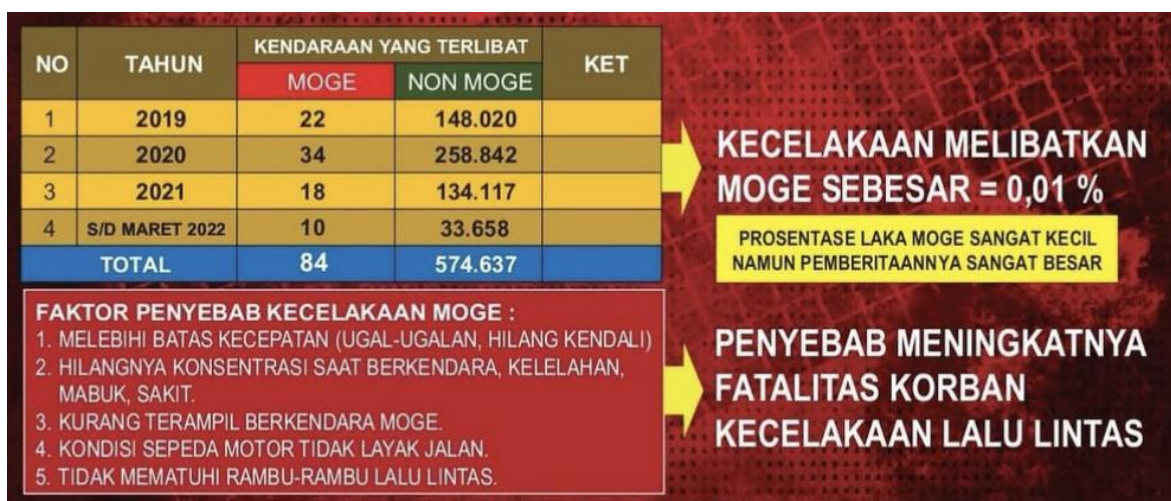 NO TAHUN KENDARAAN YANG TERLIBAT KET
MOGE NON MOGE
1 2019 22 148.020
2 2020 34 258.842
3 2021 18 134.117
4 S/D MARET 2022 10 33.658
TOTAL 84 574.637
KECELAKAAN MELIBATKAN
MOGE SEBESAR = 0,01 %
PROSENTASE LAKA MOGE SANGAT KECIL
NAMUN PEMBERITAANNYA SANGAT BESAR
FAKTOR PENYEBAB KECELAKAAN MOGE :
1. MELEBIHI BATAS KECEPATAN (UGAL-UGALAN, HILANG KENDALI)
2. HILANGNYA KONSENTRASI SAAT BERKENDARA, KELELAHAN,
MABUK, SAKIT.
3. KURANG TERAMPIL BERKENDARA MOGE.
4. KONDISI SEPEDA MOTOR TIDAK LAYAK JALAN.
5. TIDAK MEMATUHI RAMBU-RAMBU LALU LINTAS.
PENYEBAB MENINGKATNYA
FATALITAS KORBAN
KECELAKAAN LALU LINTAS